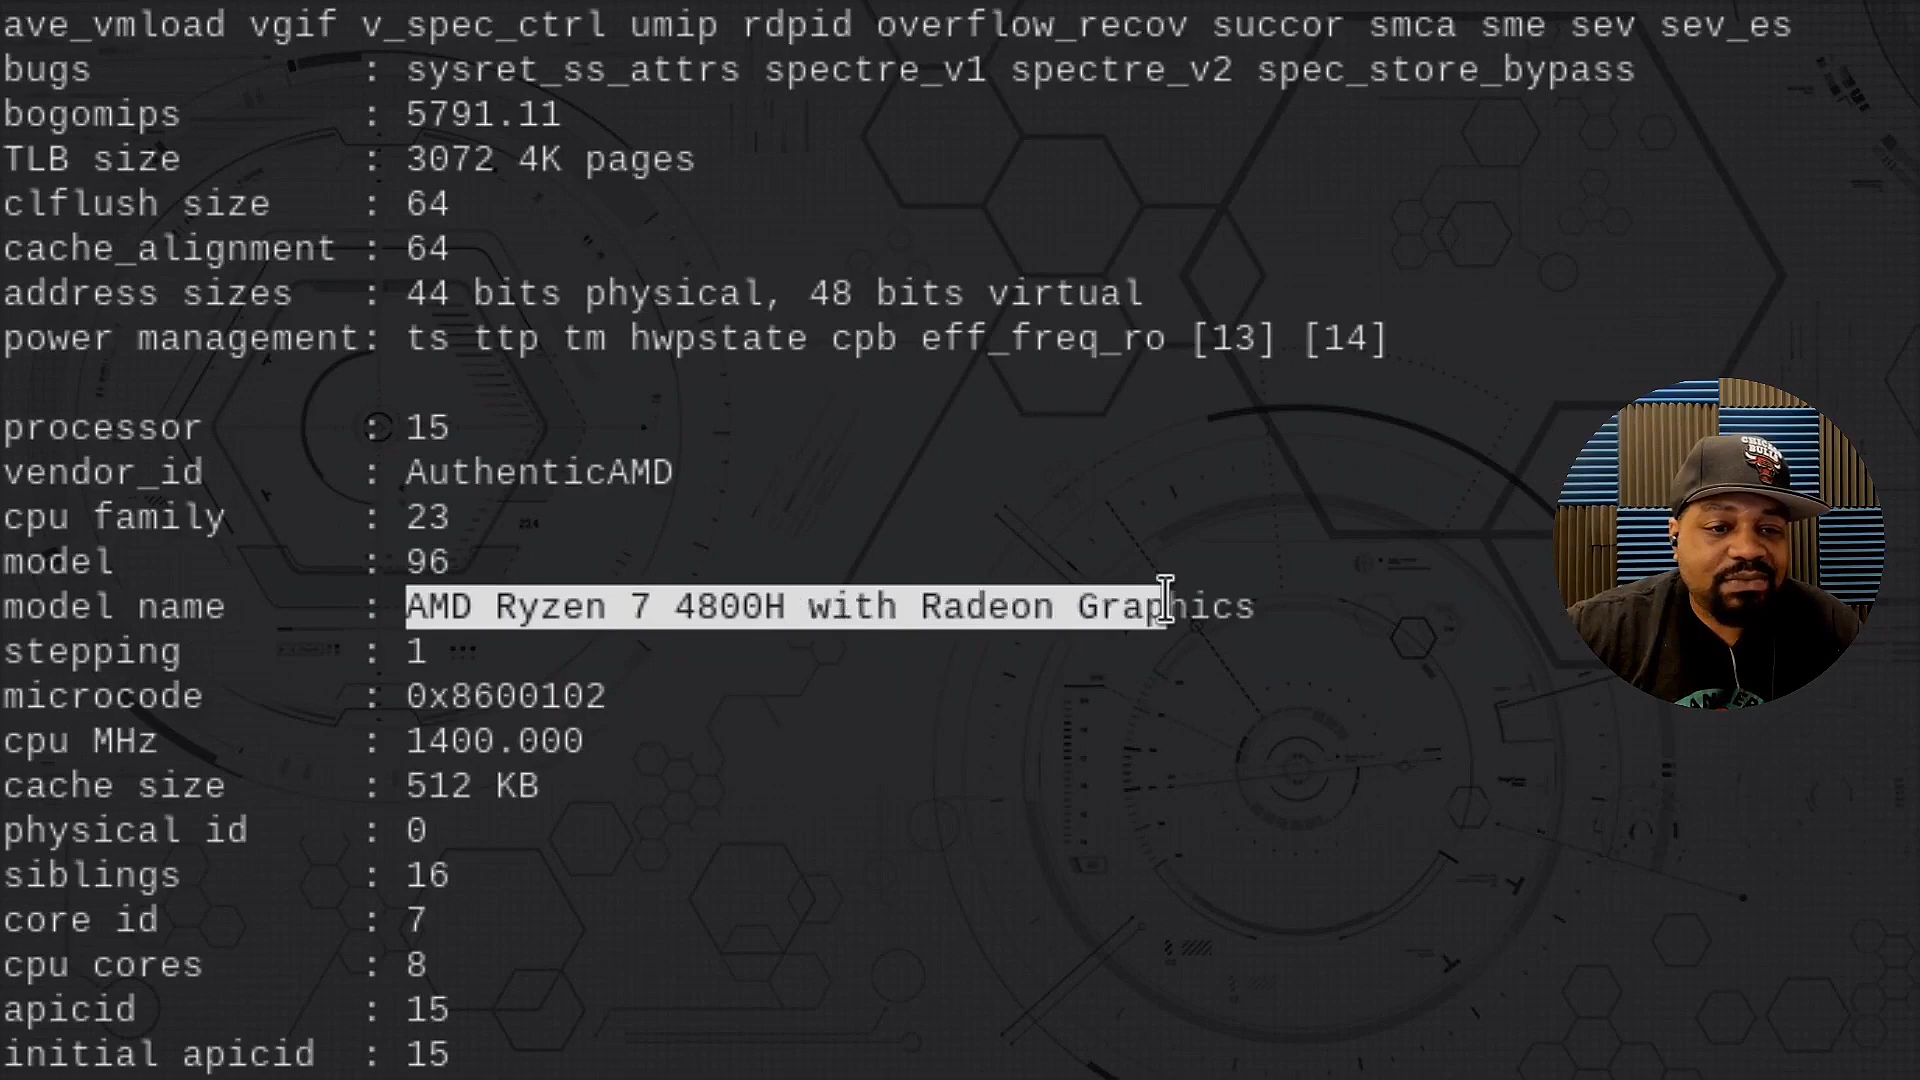 ave_vmload vgif v_spec_ctrl umip rdpid overflow_recov succor smca sme sev sev_es
bugs : sysret_ss_attrs spectre_v1 spectre_v2 spec_store_bypass
bogomips : 5791.11
TLB size : 3072 4K pages
clflush size : 64
cache_alignment : 64
address sizes : 44 bits physical, 48 bits virtual
power management: ts ttp tm hwpstate cpb eff_freq_ro [13] [14]
processor : 15
vendor_id : AuthenticAMD
cpu family : 23
model : 96
model name : AMD Ryzen 7 4800H with Radeon Graphics
stepping : 1
microcode : 0x8600102
cpu MHz : 1400.000
cache size : 512 KB
physical id : 0
siblings : 16
core id : 7
cpu cores : 8
apicid : 15
initial apicid : 15
224
CHICAGO
BULLS